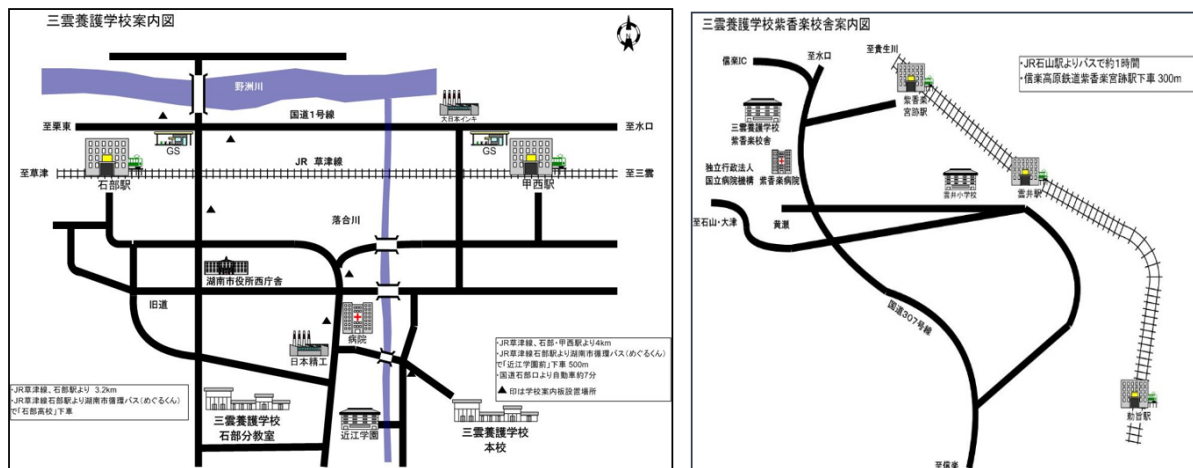 三雲養護学校案内図
N
野洲川
大日本インキ
国道1号線
至栗東
至水口
GS
GS
JR 草津線
至草津
至三雲
石部駅
甲西駅
落合川
湖南市役所西庁舎
旧道
病院
日本精工
・JR草津線、石部・甲西駅より4km
・JR草津線石部駅より湖南市循環バス(めぐるくん)
で「近江学園前」下車 500m
・国道石部口より自動車約7分
▲ 印は学校案内板設置場所
・JR草津線、石部駅より 3.2km
・JR草津線石部駅より湖南市循環バス(めぐるくん)
で「石部高校」下車
三雲養護学校
石部分教室
近江学園
三雲養護学校
本校
三雲養護学校紫香楽校舎案内図
至貴生川
信楽IC
至水口
・JR石山駅よりバスで約1時間
・信楽高原鉄道紫香楽宮跡駅下車 300m
紫香楽
宮跡駅
三雲養護学校
紫香楽校舎
独立行政法人
国立病院機構
紫香楽病院
雲井小学校
雲井駅
至石山・大津
黄瀬
国道307号線
勅旨駅
至信楽